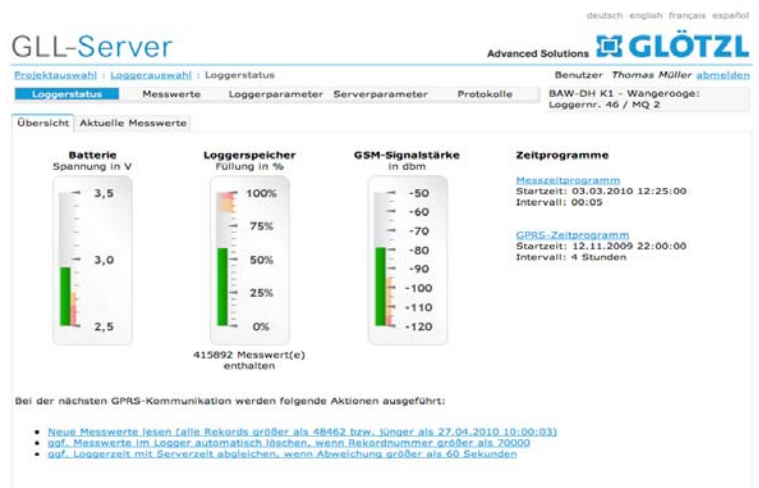 deutsch english français español
GLL-Server
Advanced Solutions GLÖTZL
Projektauswahl : Loggerauswahl : Loggerstatus
Benutzer Thomas Müller abmelden
Loggerstatus Messwerte Loggerparameter Serverparameter Protokolle
BAW-DH K1 - Wangerooge:
Loggernr. 46 / MQ 2
Übersicht Aktuelle Messwerte
Batterie
Spannung in V
3,5
3,0
2,5
Loggerspeicher
Füllung in %
100%
75%
50%
25%
0%
415892 Messwert(e)
enthalten
GSM-Signalstärke
in dbm
-50
-60
-70
-80
-90
-100
-110
-120
Zeitprogramme
Messzeitprogramm
Startzeit: 03.03.2010 12:25:00
Intervall: 00:05
GPRS-Zeitprogramm
Startzeit: 12.11.2009 22:00:00
Intervall: 4 Stunden
Bei der nächsten GPRS-Kommunikation werden folgende Aktionen ausgeführt:
Neue Messwerte lesen (alle Rekords größer als 48462 bzw. jünger als 27.04.2010 10:00:03)
ggf. Messwerte im Logger automatisch löschen, wenn Rekordnummer größer als 70000
ggf. Loggerzeit mit Serverzeit abgleichen, wenn Abweichung größer als 60 Sekunden